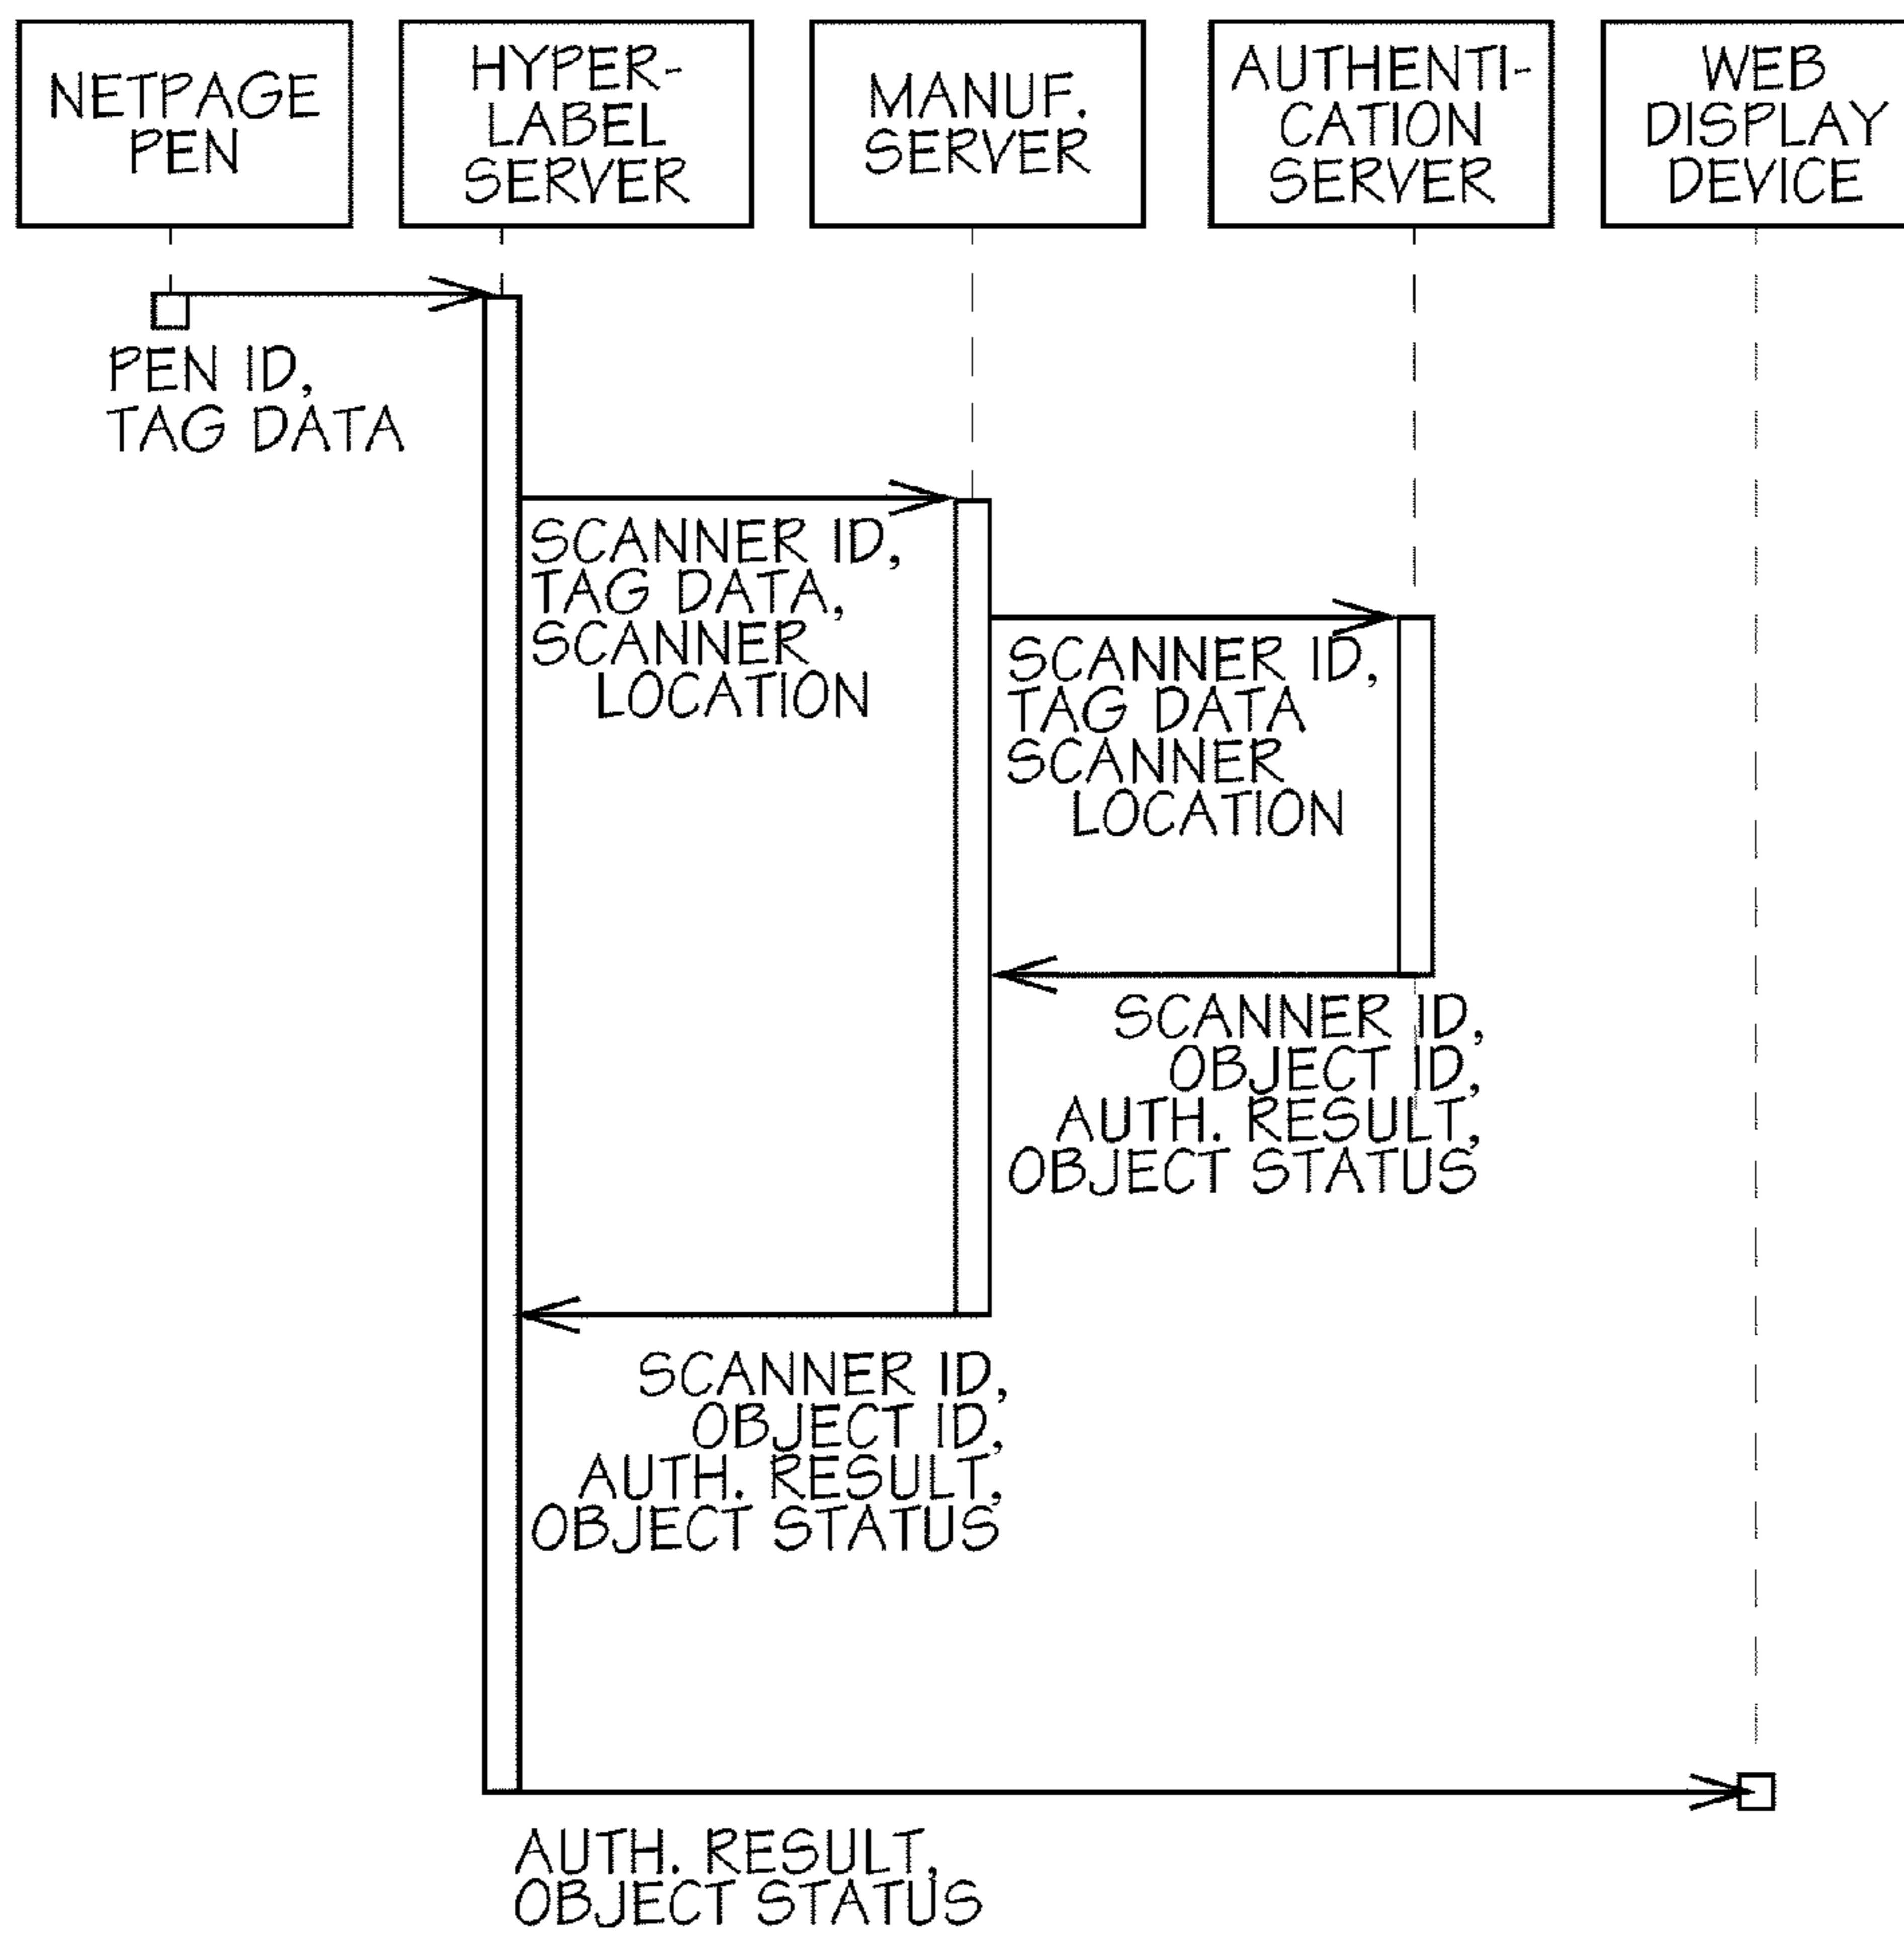 NETPAGE
PEN
HYPER-
LABEL
SERVER
MANUF.
SERVER
AUTHENTI-
CATION
SERVER
WEB
DISPLAY
DEVICE
PEN ID,
TAG DATA
SCANNER ID,
TAG DATA,
SCANNER
LOCATION
SCANNER ID,
TAG DATA
SCANNER
LOCATION
SCANNER ID,
OBJECT ID,
AUTH. RESULT,
OBJECT STATUS
SCANNER ID,
OBJECT ID,
AUTH. RESULT,
OBJECT STATUS
AUTH. RESULT,
OBJECT STATUS